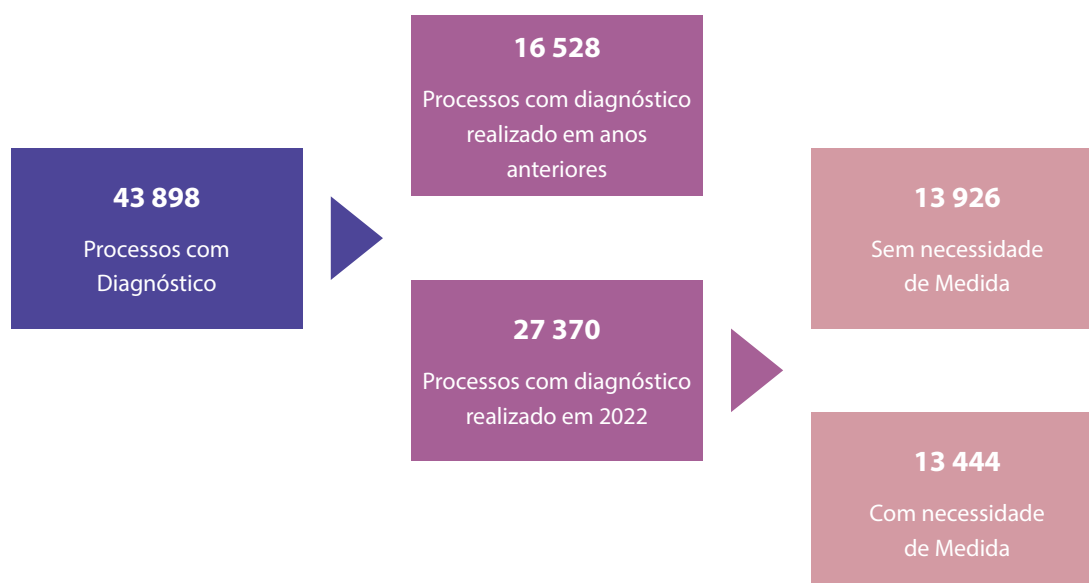 43 898
Processos com
Diagnóstico
16 528
Processos com diagnóstico
realizado em anos
anteriores
27 370
Processos com diagnóstico
realizado em 2022
13 926
Sem necessidade
de Medida
13 444
Com necessidade
de Medida